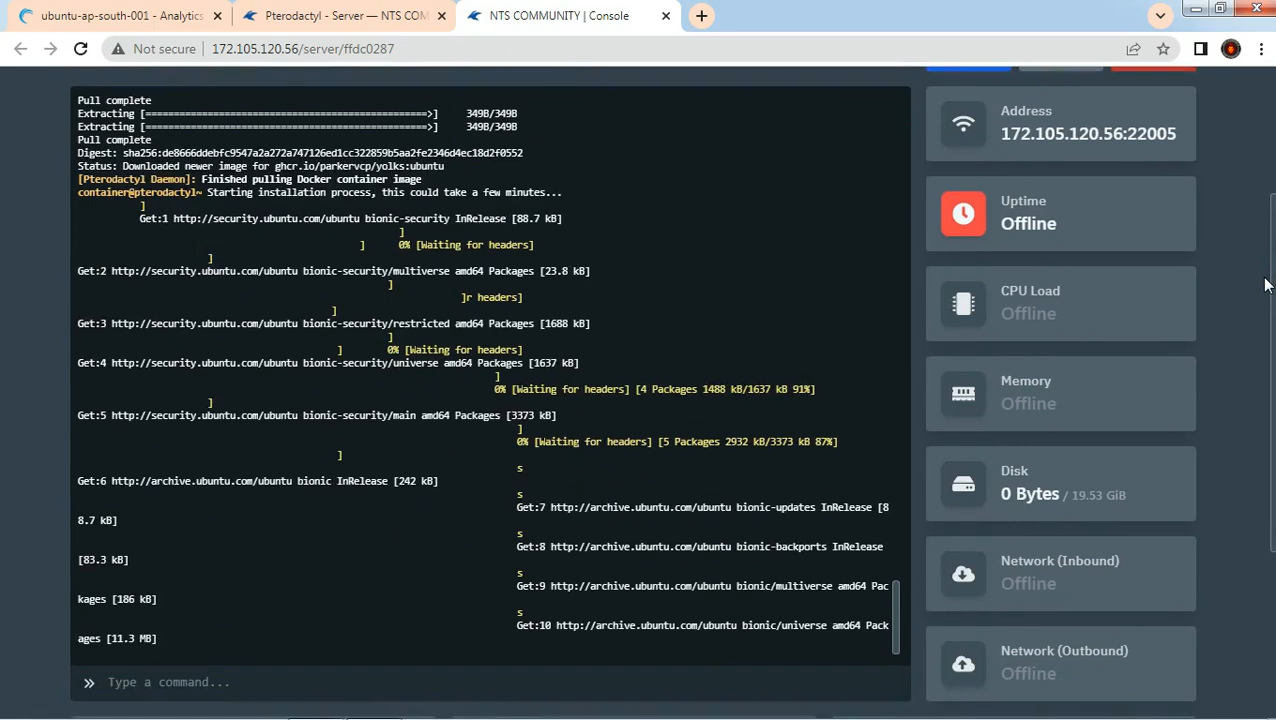 ubuntu-ap-south-001 - Analytics
Pterodactyl - Server — NTS COM
NTS COMMUNITY | Console
Not secure
172.105.120.56/server/ffdc0287
Pull complete
Extracting [==================================================>]     349B/349B
Extracting [==================================================>]     349B/349B
Pull complete
Digest: sha256:de8666ddebfc9547a2a272a747126ed1cc322859b5aa2fe2346d4ec18d2f0552
Status: Downloaded newer image for ghcr.io/parkervcp/yolks:ubuntu
[Pterodactyl Daemon]: Finished pulling Docker container image
container@pterodactyl~ Starting installation process, this could take a few minutes...
]
Get:1 http://security.ubuntu.com/ubuntu bionic-security InRelease [88.7 kB]
]
] 0% [Waiting for headers]
]
Get:2 http://security.ubuntu.com/ubuntu bionic-security/multiverse amd64 Packages [23.8 kB]
]
]r headers]
]
Get:3 http://security.ubuntu.com/ubuntu bionic-security/restricted amd64 Packages [1688 kB]
]
] 0% [Waiting for headers]
Get:4 http://security.ubuntu.com/ubuntu bionic-security/universe amd64 Packages [1637 kB]
]
0% [Waiting for headers] [4 Packages 1488 kB/1637 kB 91%]
]
Get:5 http://security.ubuntu.com/ubuntu bionic-security/main amd64 Packages [3373 kB]
]
0% [Waiting for headers] [5 Packages 2932 kB/3373 kB 87%]
]
s
Get:6 http://archive.ubuntu.com/ubuntu bionic InRelease [242 kB]
s
Get:7 http://archive.ubuntu.com/ubuntu bionic-updates InRelease [8
8.7 kB]
s
Get:8 http://archive.ubuntu.com/ubuntu bionic-backports InRelease
[83.3 kB]
s
Get:9 http://archive.ubuntu.com/ubuntu bionic/multiverse amd64 Pac
kages [186 kB]
s
Get:10 http://archive.ubuntu.com/ubuntu bionic/universe amd64 Pack
ages [11.3 MB]
» Type a command...
Address
172.105.120.56:22005
Uptime
Offline
CPU Load
Offline
Memory
Offline
Disk
0 Bytes / 19.53 GiB
Network (Inbound)
Offline
Network (Outbound)
Offline